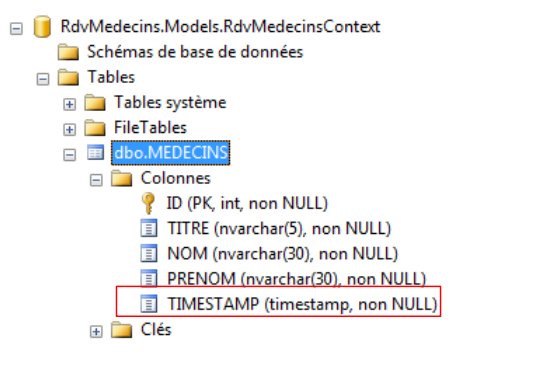 RdvMedecins.Models.RdvMedecinsContext
Schémas de base de données
Tables
Tables système
FileTables
dbo.MEDECINS
Colonnes
ID (PK, int, non NULL)
TITRE (nvarchar(5), non NULL)
NOM (nvarchar(30), non NULL)
PRENOM (nvarchar(30), non NULL)
TIMESTAMP (timestamp, non NULL)
Clés